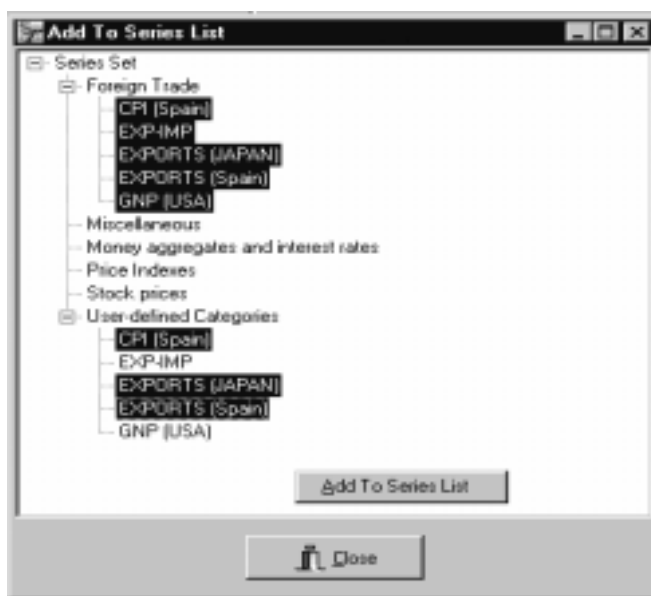 Add To Series List
Series Set
Foreign Trade
CPI (Spain)
EXP-IMP
EXPORTS (JAPAN)
EXPORTS (Spain)
GNP (USA)
Miscellaneous
Money aggregates and interest rates
Price Indexes
Stock prices
User-defined Categories
CPI (Spain)
EXP-IMP
EXPORTS (JAPAN)
EXPORTS (Spain)
GNP (USA)
Add To Series List
Close